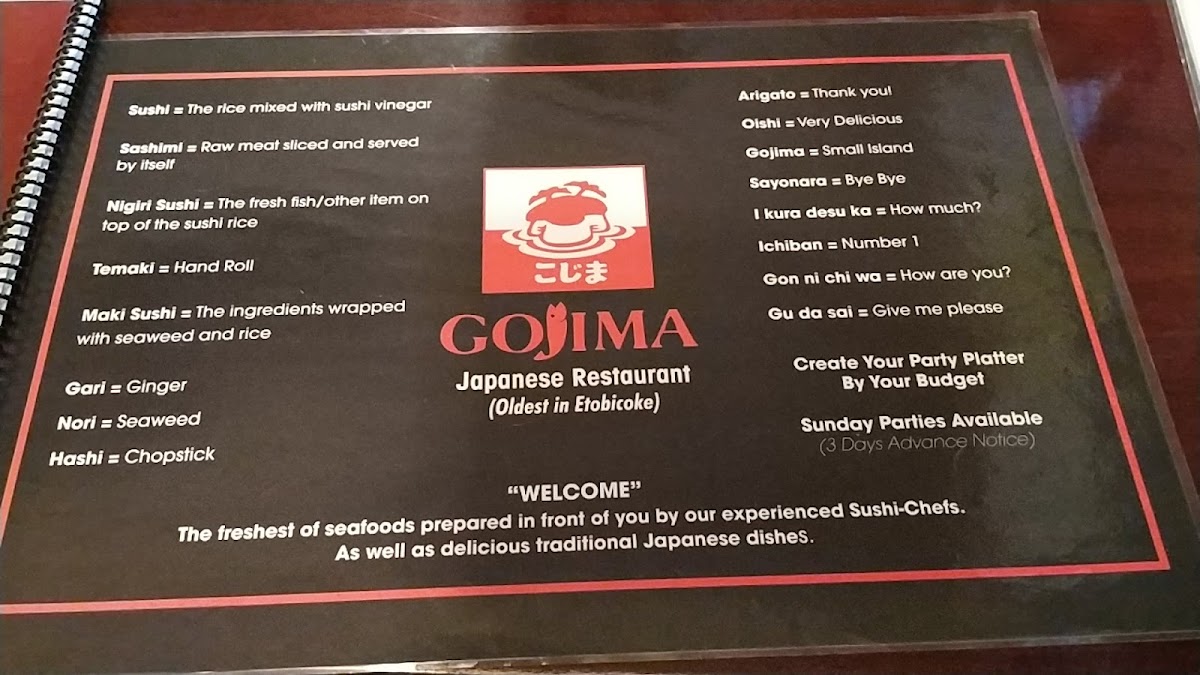 Sushi = The rice mixed with sushi vinegar
Sashimi = Raw meat sliced and served
by itself
Nigiri Sushi = The fresh fish/other item on
top of the sushi rice
Temaki = Hand Roll
Maki Sushi = The ingredients wrapped
with seaweed and rice
Gari = Ginger
Nori = Seaweed
Hashi = Chopstick
こじま
GOJIMA
Japanese Restaurant
(Oldest in Etobicoke)
Arigato = Thank you!
Oishi = Very Delicious
Gojima = Small Island
Sayonara = Bye Bye
I kura desu ka = How much?
Ichiban = Number 1
Gon ni chi wa = How are you?
Gu da sai = Give me please
Create Your Party Platter
By Your Budget
Sunday Parties Available
(3 Days Advance Notice)
“WELCOME”
The freshest of seafoods prepared in front of you by our experienced Sushi-Chefs.
As well as delicious traditional Japanese dishes.